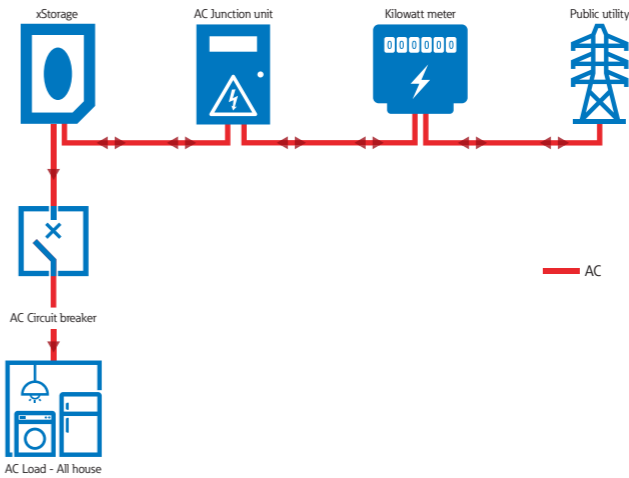 xStorage
AC Junction unit
Kilowatt meter
Public utility
000000
AC
AC Circuit breaker
AC Load - All house